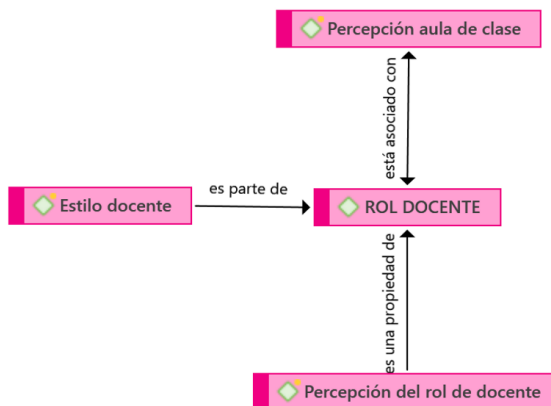 Percepción aula de clase
está asociado con
es parte de
Estilo docente
ROL DOCENTE
es una propiedad de
Percepción del rol de docente